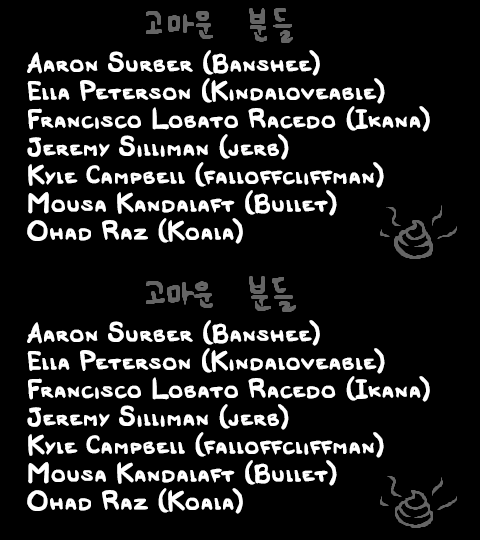 고마운 분들
Aaron Surber (Banshee)
Ella Peterson (Kindaloveable)
Francisco Lobato Racedo (Ikana)
Jeremy Silliman (jerb)
Kyle Campbell (falloffcliffman)
Mousa Kandalaft (Bullet)
Ohad Raz (Koala)
고마운 분들
Aaron Surber (Banshee)
Ella Peterson (Kindaloveable)
Francisco Lobato Racedo (Ikana)
Jeremy Silliman (jerb)
Kyle Campbell (falloffcliffman)
Mousa Kandalaft (Bullet)
Ohad Raz (Koala)